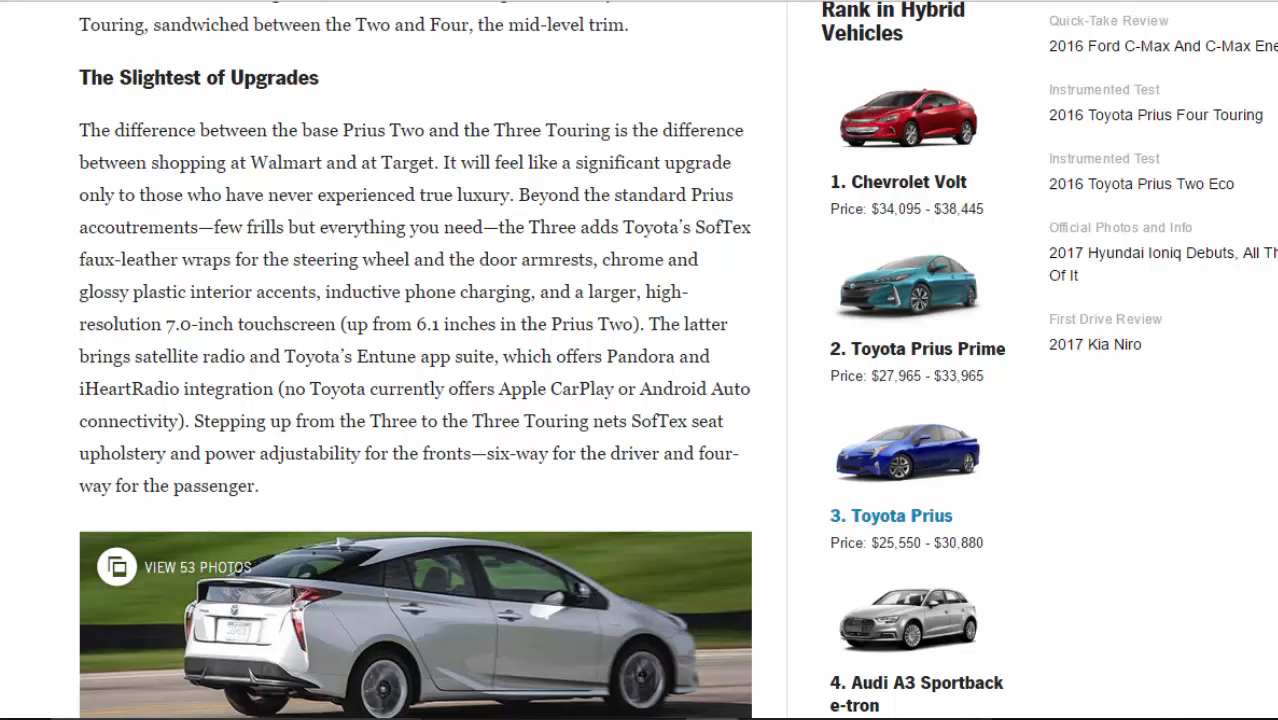 Touring, sandwiched between the Two and Four, the mid-level trim.
The Slightest of Upgrades
The difference between the base Prius Two and the Three Touring is the difference
between shopping at Walmart and at Target. It will feel like a significant upgrade
only to those who have never experienced true luxury. Beyond the standard Prius
accoutrements—few frills but everything you need—the Three adds Toyota’s SofTex
faux-leather wraps for the steering wheel and the door armrests, chrome and
glossy plastic interior accents, inductive phone charging, and a larger, high-
resolution 7.0-inch touchscreen (up from 6.1 inches in the Prius Two). The latter
brings satellite radio and Toyota’s Entune app suite, which offers Pandora and
iHeartRadio integration (no Toyota currently offers Apple CarPlay or Android Auto
connectivity). Stepping up from the Three to the Three Touring nets SofTex seat
upholstery and power adjustability for the fronts—six-way for the driver and four-
way for the passenger.
VIEW 53 PHOTOS
Rank in Hybrid
Vehicles
1. Chevrolet Volt
Price: $34,095 - $38,445
2. Toyota Prius Prime
Price: $27,965 - $33,965
3. Toyota Prius
Price: $25,550 - $30,880
4. Audi A3 Sportback
e-tron
Quick-Take Review
2016 Ford C-Max And C-Max Ene
Instrumented Test
2016 Toyota Prius Four Touring
Instrumented Test
2016 Toyota Prius Two Eco
Official Photos and Info
2017 Hyundai Ioniq Debuts, All Th
Of It
First Drive Review
2017 Kia Niro